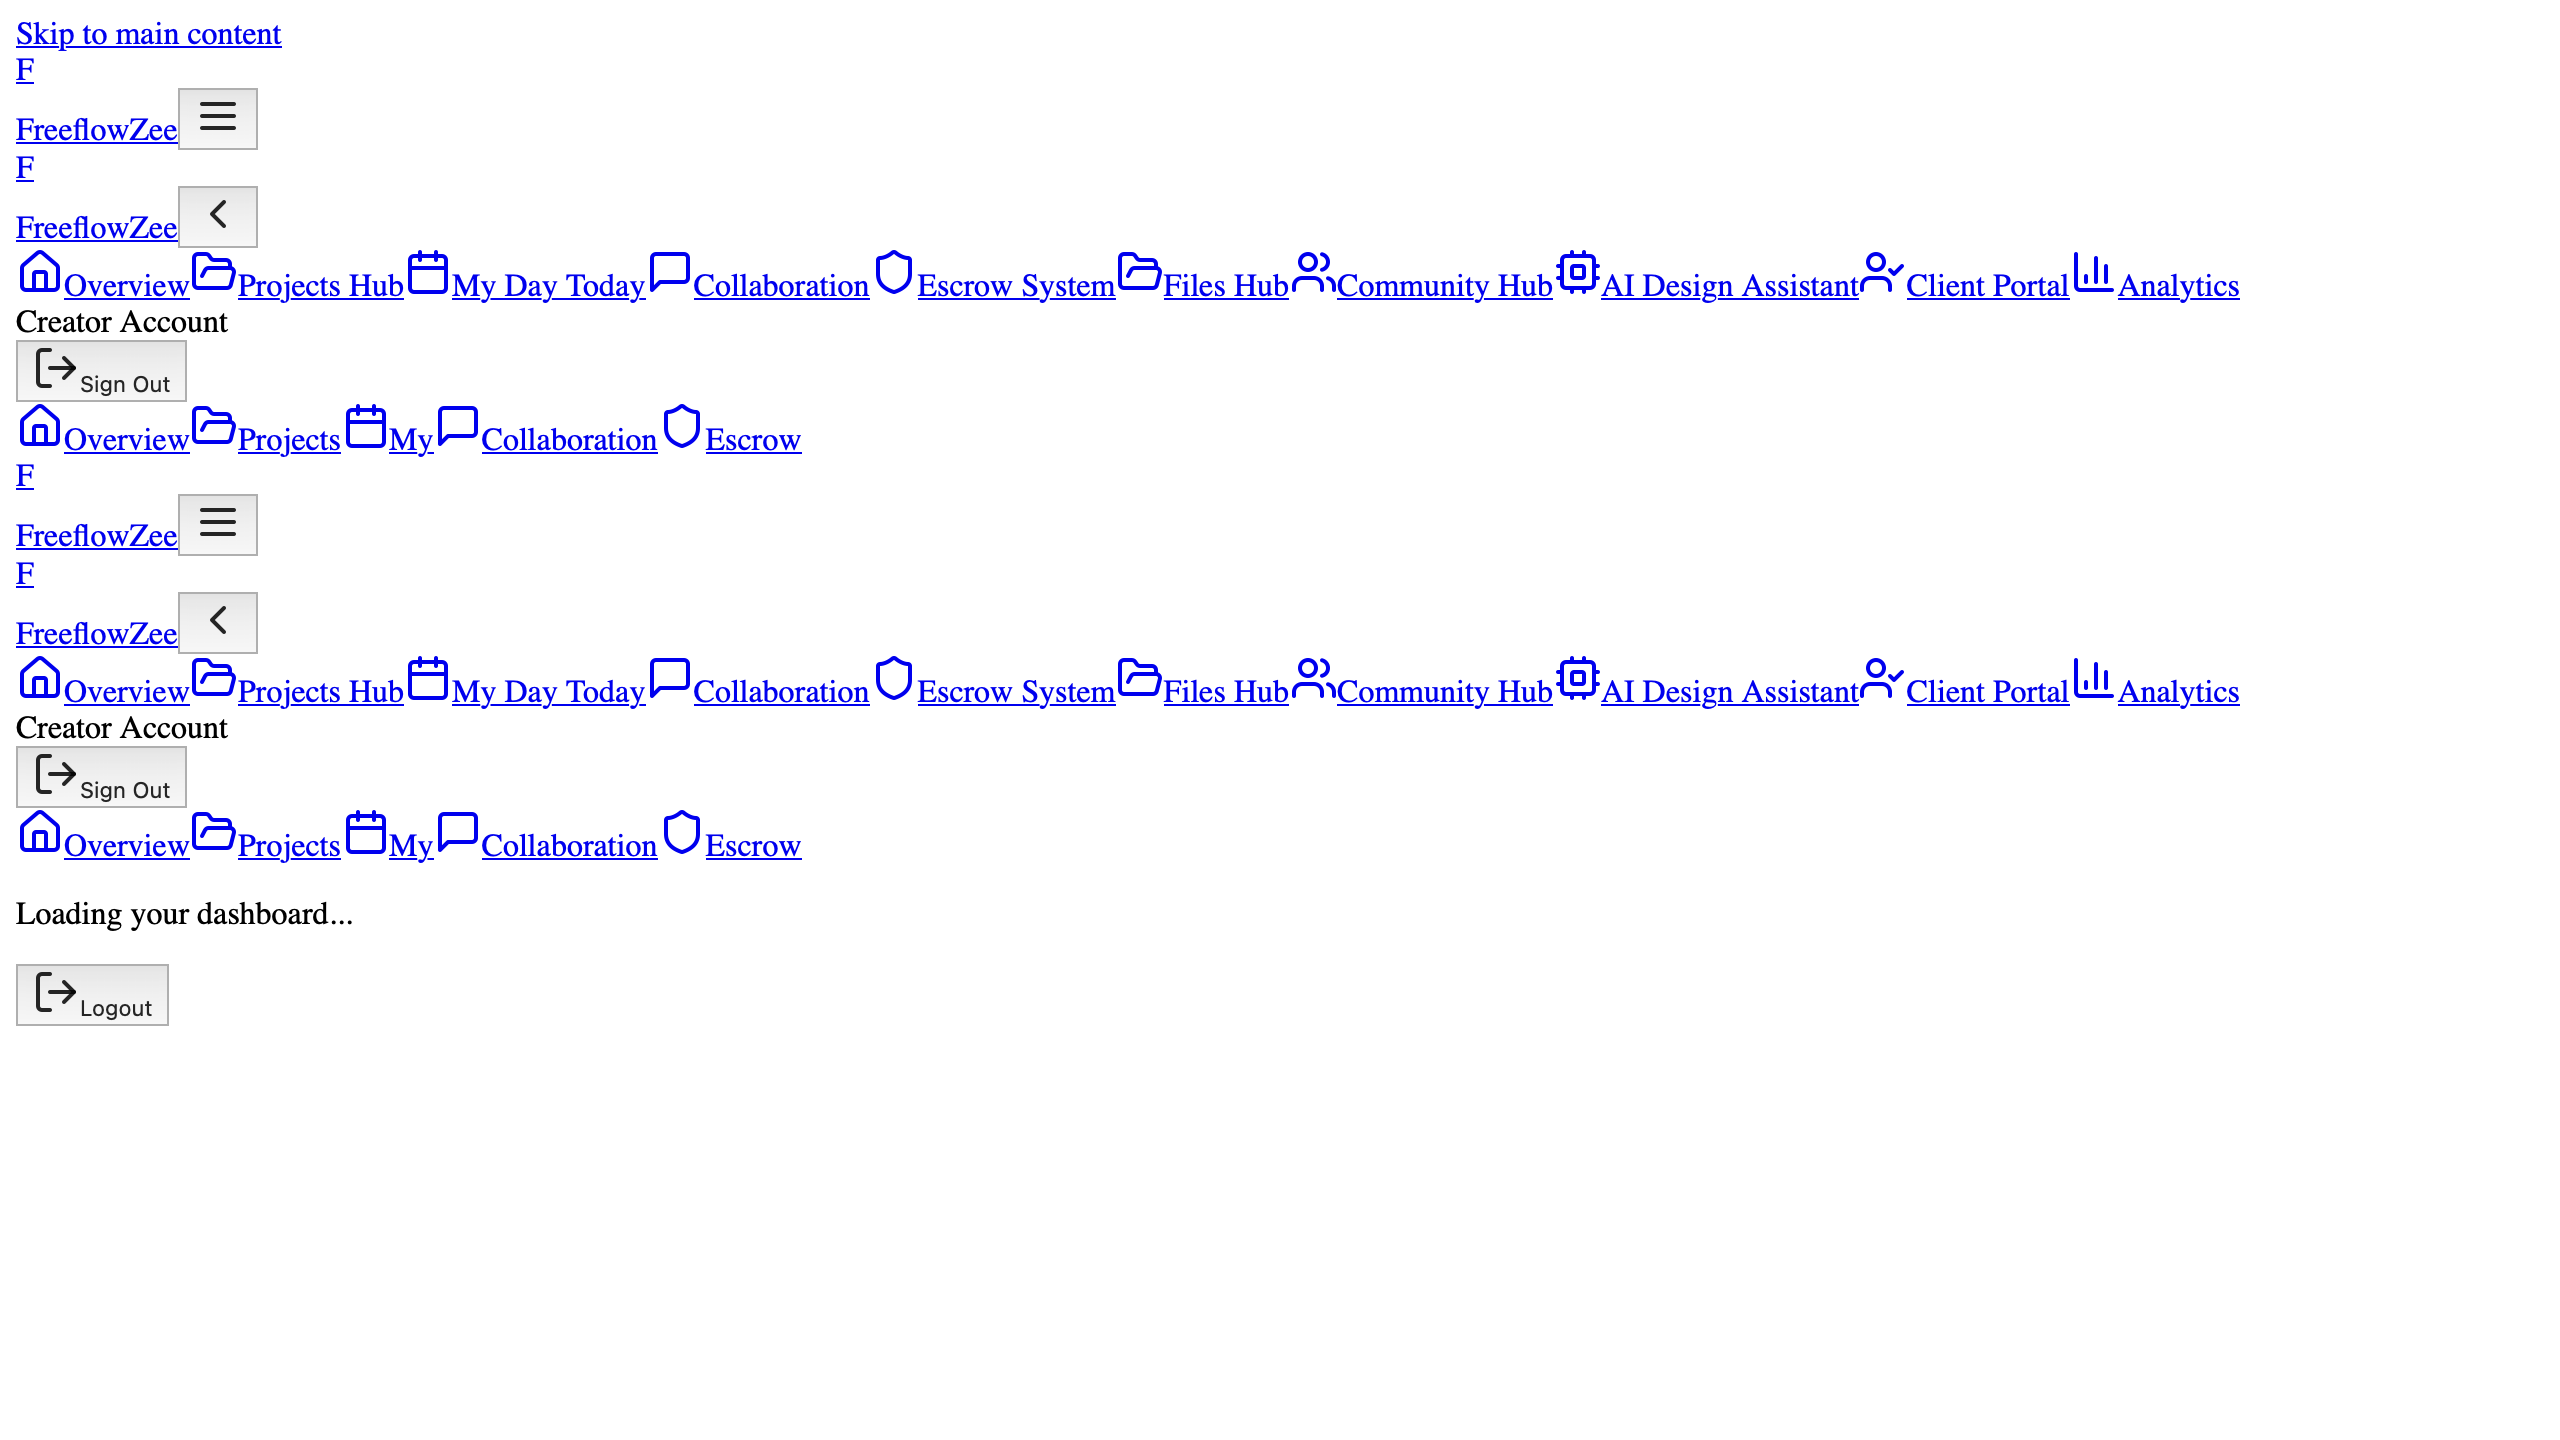 Skip to main content
F
FreeflowZee
F
FreeflowZee
Overview Projects Hub My Day Today Collaboration Escrow System Files Hub Community Hub AI Design Assistant Client Portal Analytics
Creator Account
Sign Out
Overview Projects My Collaboration Escrow
F
FreeflowZee
F
FreeflowZee
Overview Projects Hub My Day Today Collaboration Escrow System Files Hub Community Hub AI Design Assistant Client Portal Analytics
Creator Account
Sign Out
Overview Projects My Collaboration Escrow
Loading your dashboard...
Logout